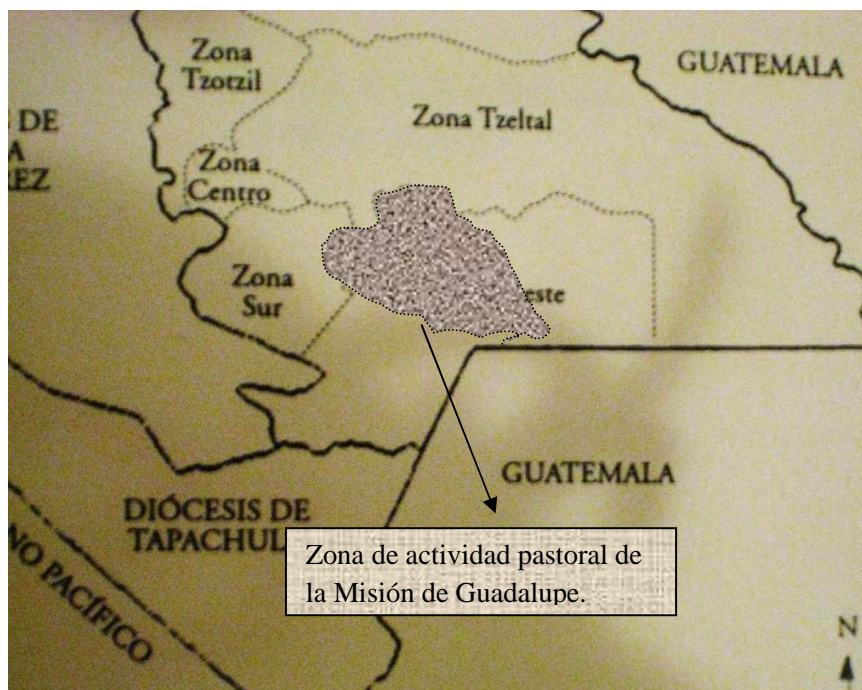 Zona
Tzotzil
GUATEMALA
DE
Zona Tzeltal
REZ
Zona
Centro
Zona
Sur
este
GUATEMALA
DIÓCESIS DE
TAPACHUL
Zona de actividad pastoral de
la Misión de Guadalupe.
NO PACÍFICO
N